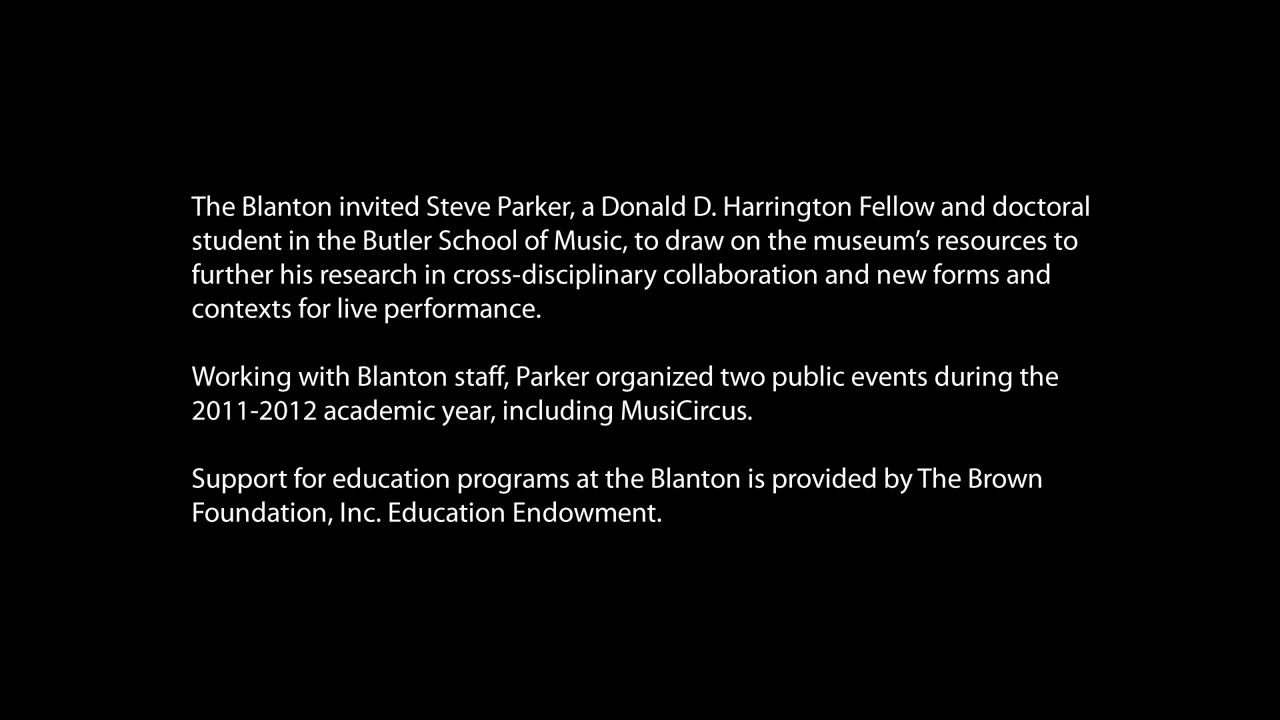 The Blanton invited Steve Parker, a Donald D. Harrington Fellow and doctoral
student in the Butler School of Music, to draw on the museum’s resources to
further his research in cross-disciplinary collaboration and new forms and
contexts for live performance.
Working with Blanton staff, Parker organized two public events during the
2011-2012 academic year, including MusiCircus.
Support for education programs at the Blanton is provided by The Brown
Foundation, Inc. Education Endowment.